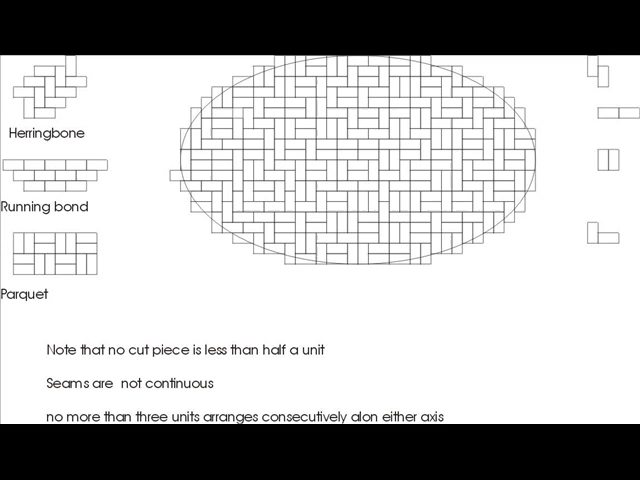 Herringbone
Running bond
Parquet
Note that no cut piece is less than half a unit
Seams are not continuous
no more than three units arranges consecutively alon either axis